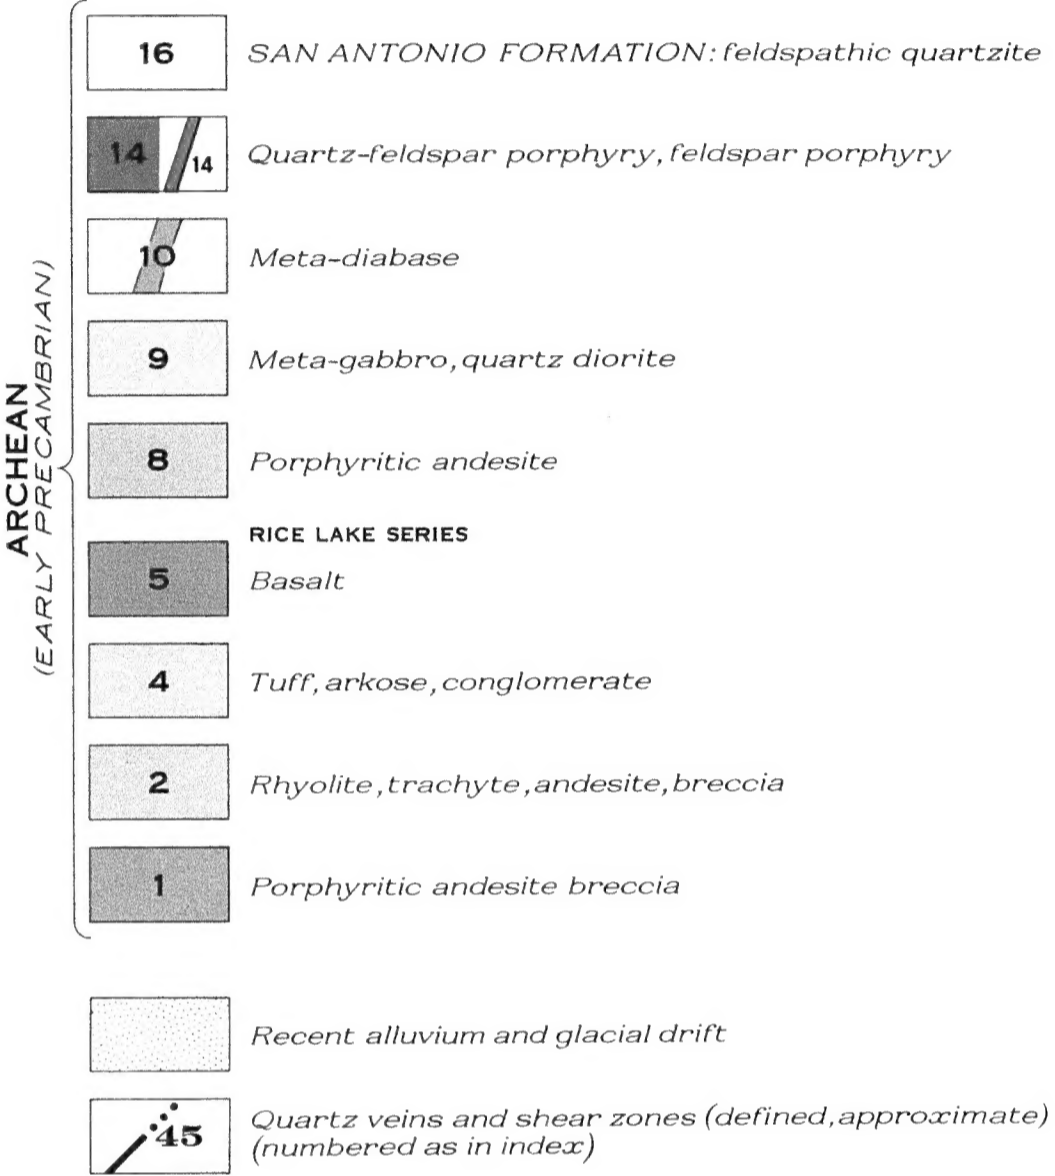 ARCHEAN
(EARLY PRECAMBRIAN)
16 SAN ANTONIO FORMATION: feldspathic quartzite
14 14 Quartz-feldspar porphyry, feldspar porphyry
10 Meta-diabase
9 Meta-gabbro, quartz diorite
8 Porphyritic andesite
RICE LAKE SERIES
5 Basalt
4 Tuff, arkose, conglomerate
2 Rhyolite, trachyte, andesite, breccia
1 Porphyritic andesite breccia
Recent alluvium and glacial drift
45 Quartz veins and shear zones (defined, approximate)
(numbered as in index)